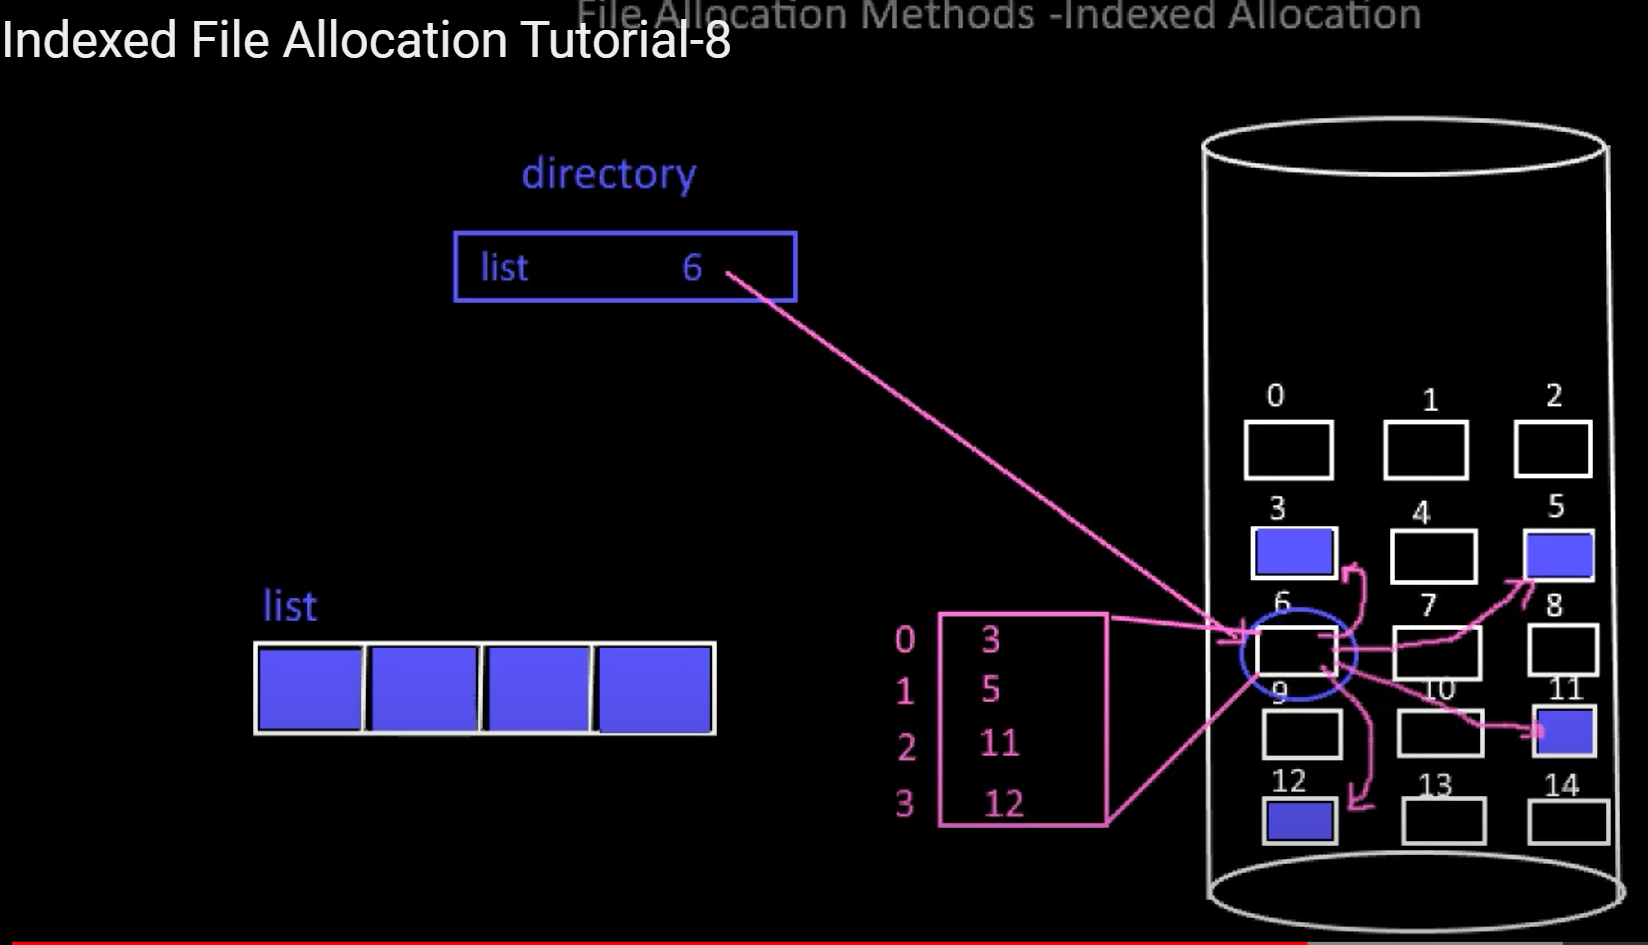 File Allocation Methods -Indexed Allocation
Indexed File Allocation Tutorial-8
directory
list 6
list
0 3
1 5
2 11
3 12
0 1 2
3 4 5
6 7 8
9 10 11
12 13 14